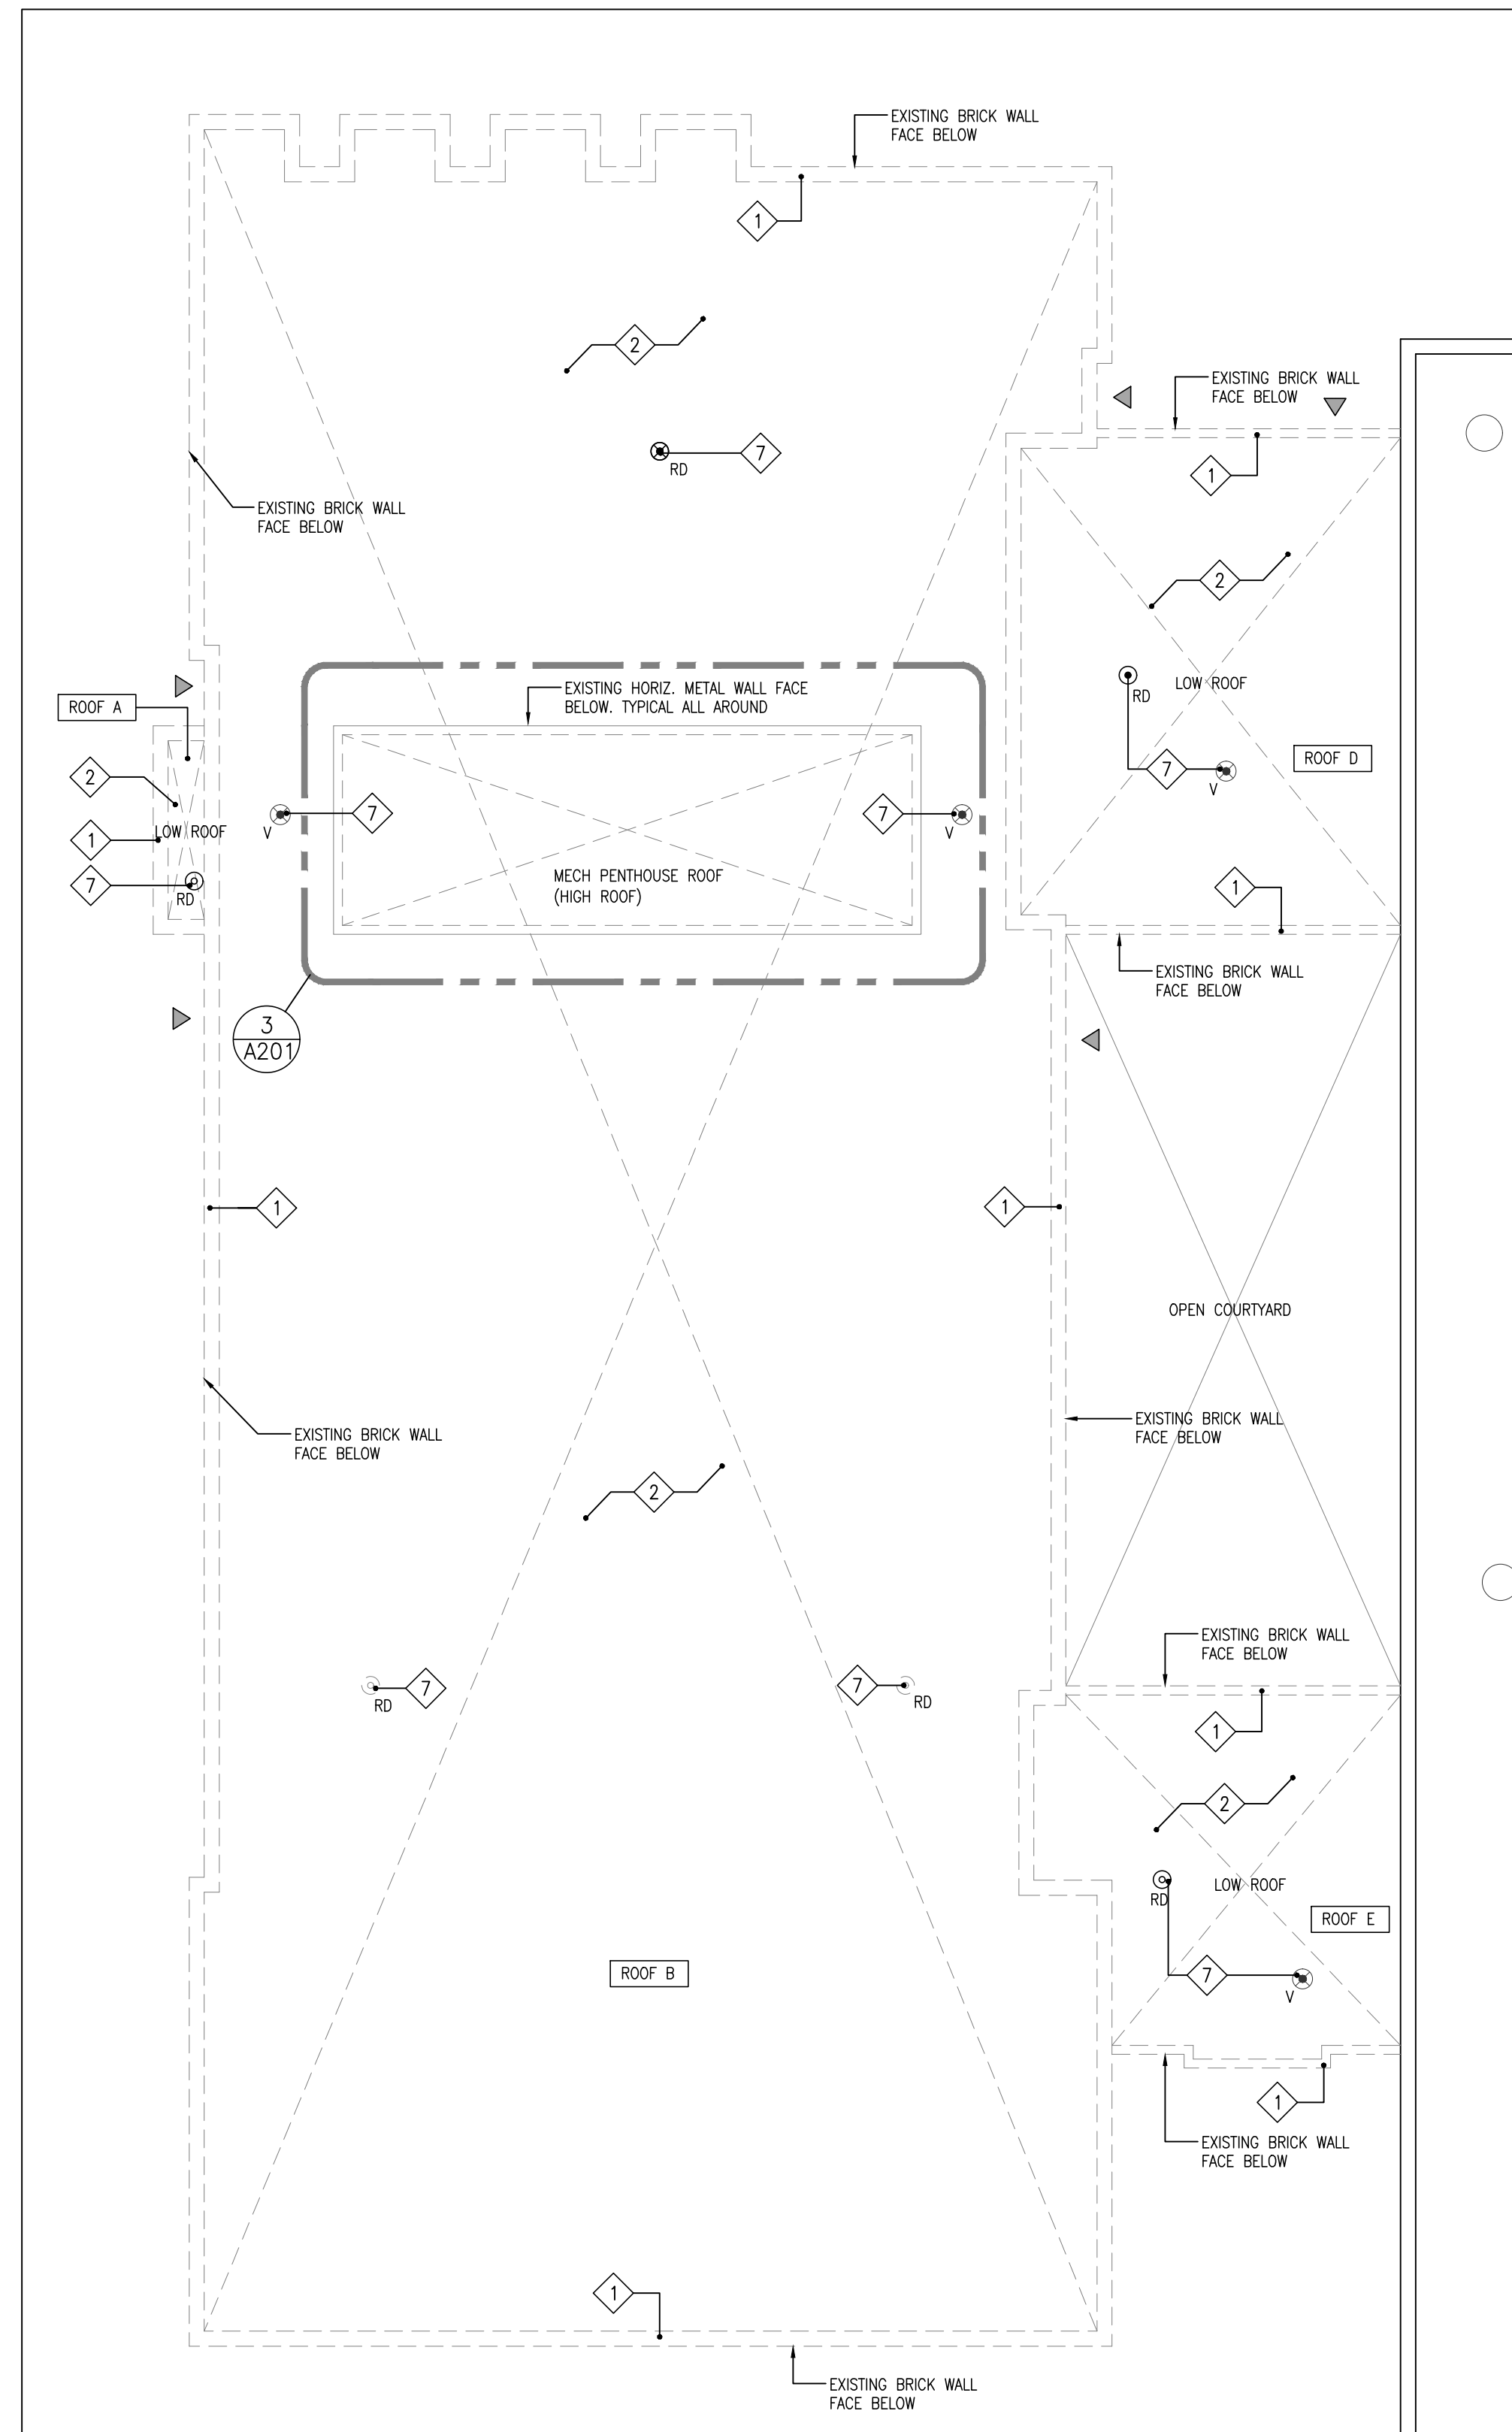 EXISTING BRICK WALL
FACE BELOW
1
2
EXISTING BRICK WALL
FACE BELOW
7
RD
1
EXISTING BRICK WALL
FACE BELOW
2
LOW ROOF
RD
ROOF A
EXISTING HORIZ. METAL WALL FACE
BELOW. TYPICAL ALL AROUND
ROOF D
2
7
V
7
V
7
V
1
LOW ROOF
7
RD
MECH PENTHOUSE ROOF
(HIGH ROOF)
1
EXISTING BRICK WALL
FACE BELOW
3
A201
1
1
OPEN COURTYARD
EXISTING BRICK WALL
FACE BELOW
EXISTING BRICK WALL
FACE BELOW
2
EXISTING BRICK WALL
FACE BELOW
7
RD
7
RD
1
2
LOW ROOF
RD
ROOF E
ROOF B
7
V
1
EXISTING BRICK WALL
FACE BELOW
1
EXISTING BRICK WALL
FACE BELOW